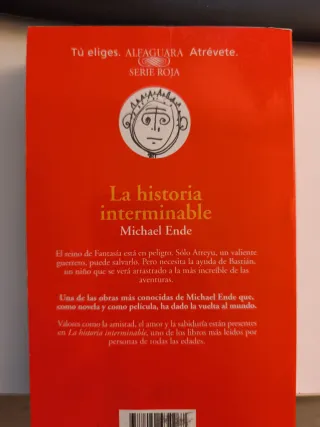 Tú eliges. ALFAGUARA Atrévete.
SERIE ROJA
La historia
interminable
Michael Ende
El reino de Fantasía está en peligro. Sólo Atreyu, un valiente
guerrero, puede salvarlo. Pero necesita la ayuda de Bastián,
un niño que se verá arrastrado a la más increíble de las
aventuras.
Una de las obras más conocidas de Michael Ende que,
como novela y como película, ha dado la vuelta al mundo.
Valores como la amistad, el amor y la sabiduría están presentes
en La historia interminable, uno de los libros más leídos por
personas de todas las edades.